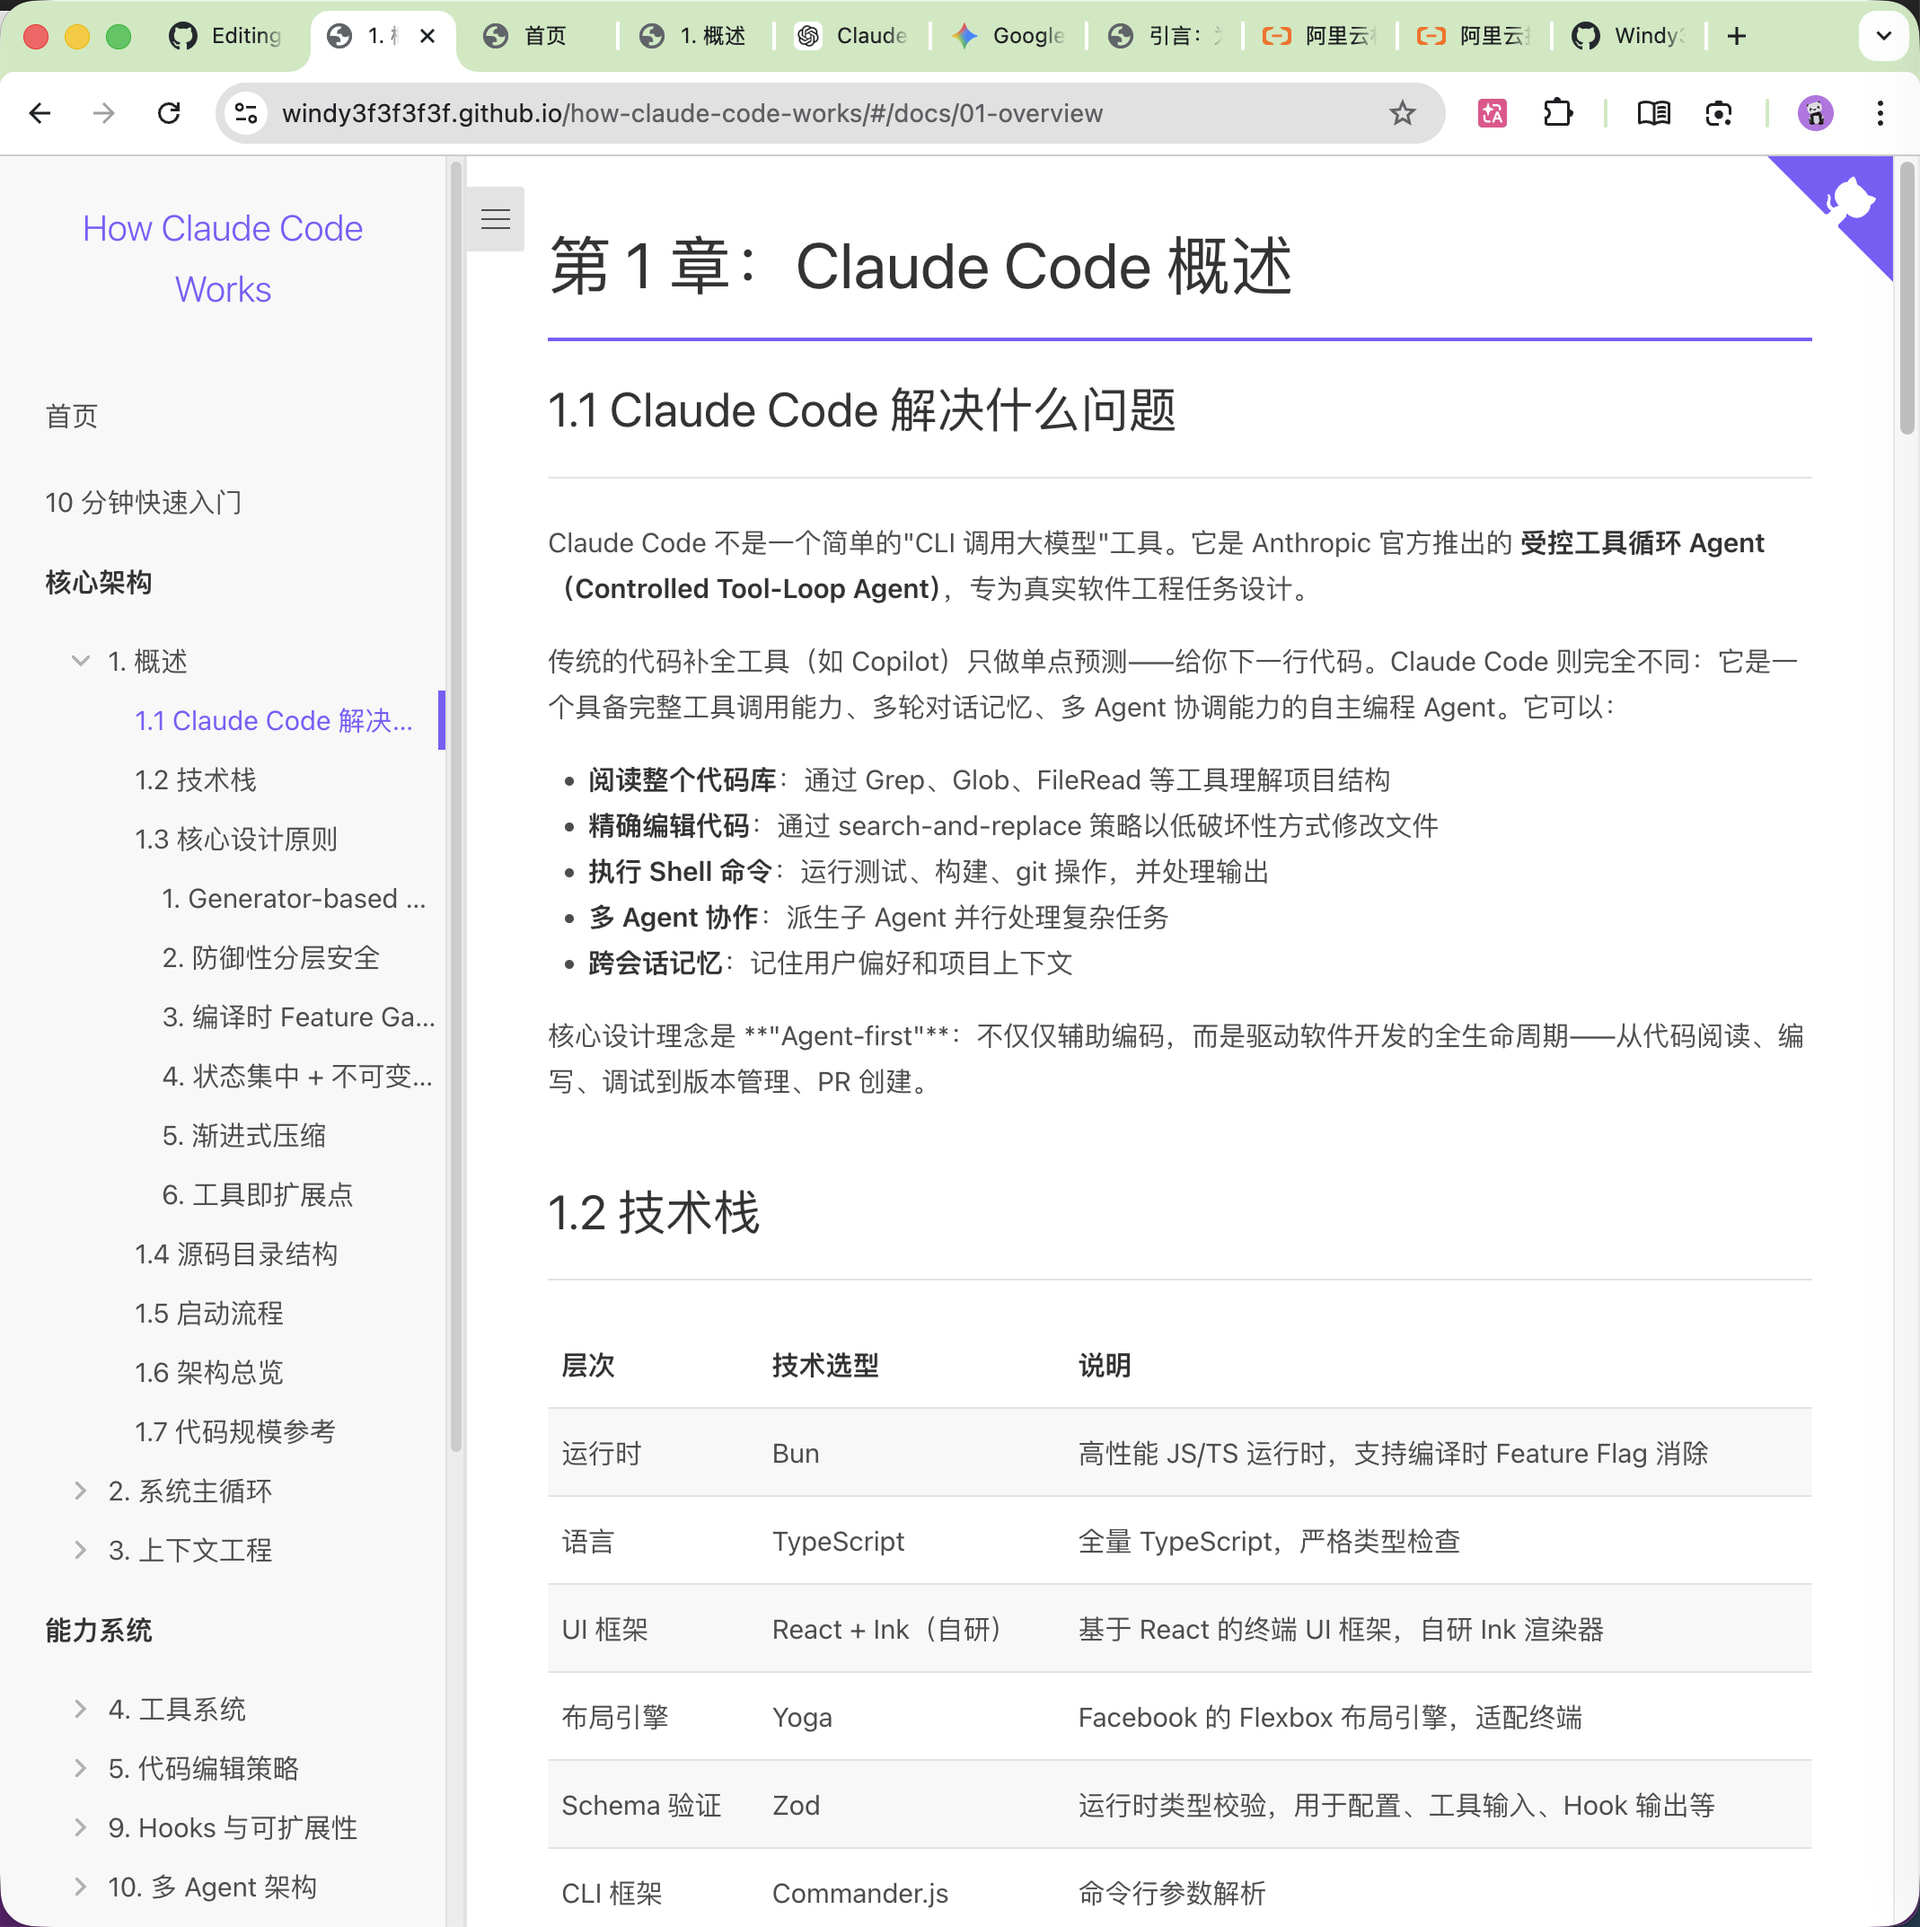 Editing
1. 概
首页
1. 概述
Claude
Google
引言：
阿里云
阿里云
Windy3
windy3f3f3f3f.github.io/how-claude-code-works/#/docs/01-overview
How Claude Code
Works
首页
10 分钟快速入门
核心架构
1. 概述
1.1 Claude Code 解决...
1.2 技术栈
1.3 核心设计原则
1. Generator-based ...
2. 防御性分层安全
3. 编译时 Feature Ga...
4. 状态集中 + 不可变...
5. 渐进式压缩
6. 工具即扩展点
1.4 源码目录结构
1.5 启动流程
1.6 架构总览
1.7 代码规模参考
2. 系统主循环
3. 上下文工程
能力系统
4. 工具系统
5. 代码编辑策略
9. Hooks 与可扩展性
10. 多 Agent 架构
第 1 章：Claude Code 概述
1.1 Claude Code 解决什么问题
Claude Code 不是一个简单的"CLI 调用大模型"工具。它是 Anthropic 官方推出的 受控工具循环 Agent
（Controlled Tool-Loop Agent），专为真实软件工程任务设计。
传统的代码补全工具（如 Copilot）只做单点预测——给你下一行代码。Claude Code 则完全不同：它是一
个具备完整工具调用能力、多轮对话记忆、多 Agent 协调能力的自主编程 Agent。它可以：
• 阅读整个代码库：通过 Grep、Glob、FileRead 等工具理解项目结构
• 精确编辑代码：通过 search-and-replace 策略以低破坏性方式修改文件
• 执行 Shell 命令：运行测试、构建、git 操作，并处理输出
• 多 Agent 协作：派生子 Agent 并行处理复杂任务
• 跨会话记忆：记住用户偏好和项目上下文
核心设计理念是 **"Agent-first"**：不仅仅辅助编码，而是驱动软件开发的全生命周期——从代码阅读、编
写、调试到版本管理、PR 创建。
1.2 技术栈
层次 技术选型 说明
运行时 Bun 高性能 JS/TS 运行时，支持编译时 Feature Flag 消除
语言 TypeScript 全量 TypeScript，严格类型检查
UI 框架 React + Ink（自研） 基于 React 的终端 UI 框架，自研 Ink 渲染器
布局引擎 Yoga Facebook 的 Flexbox 布局引擎，适配终端
Schema 验证 Zod 运行时类型校验，用于配置、工具输入、Hook 输出等
CLI 框架 Commander.js 命令行参数解析